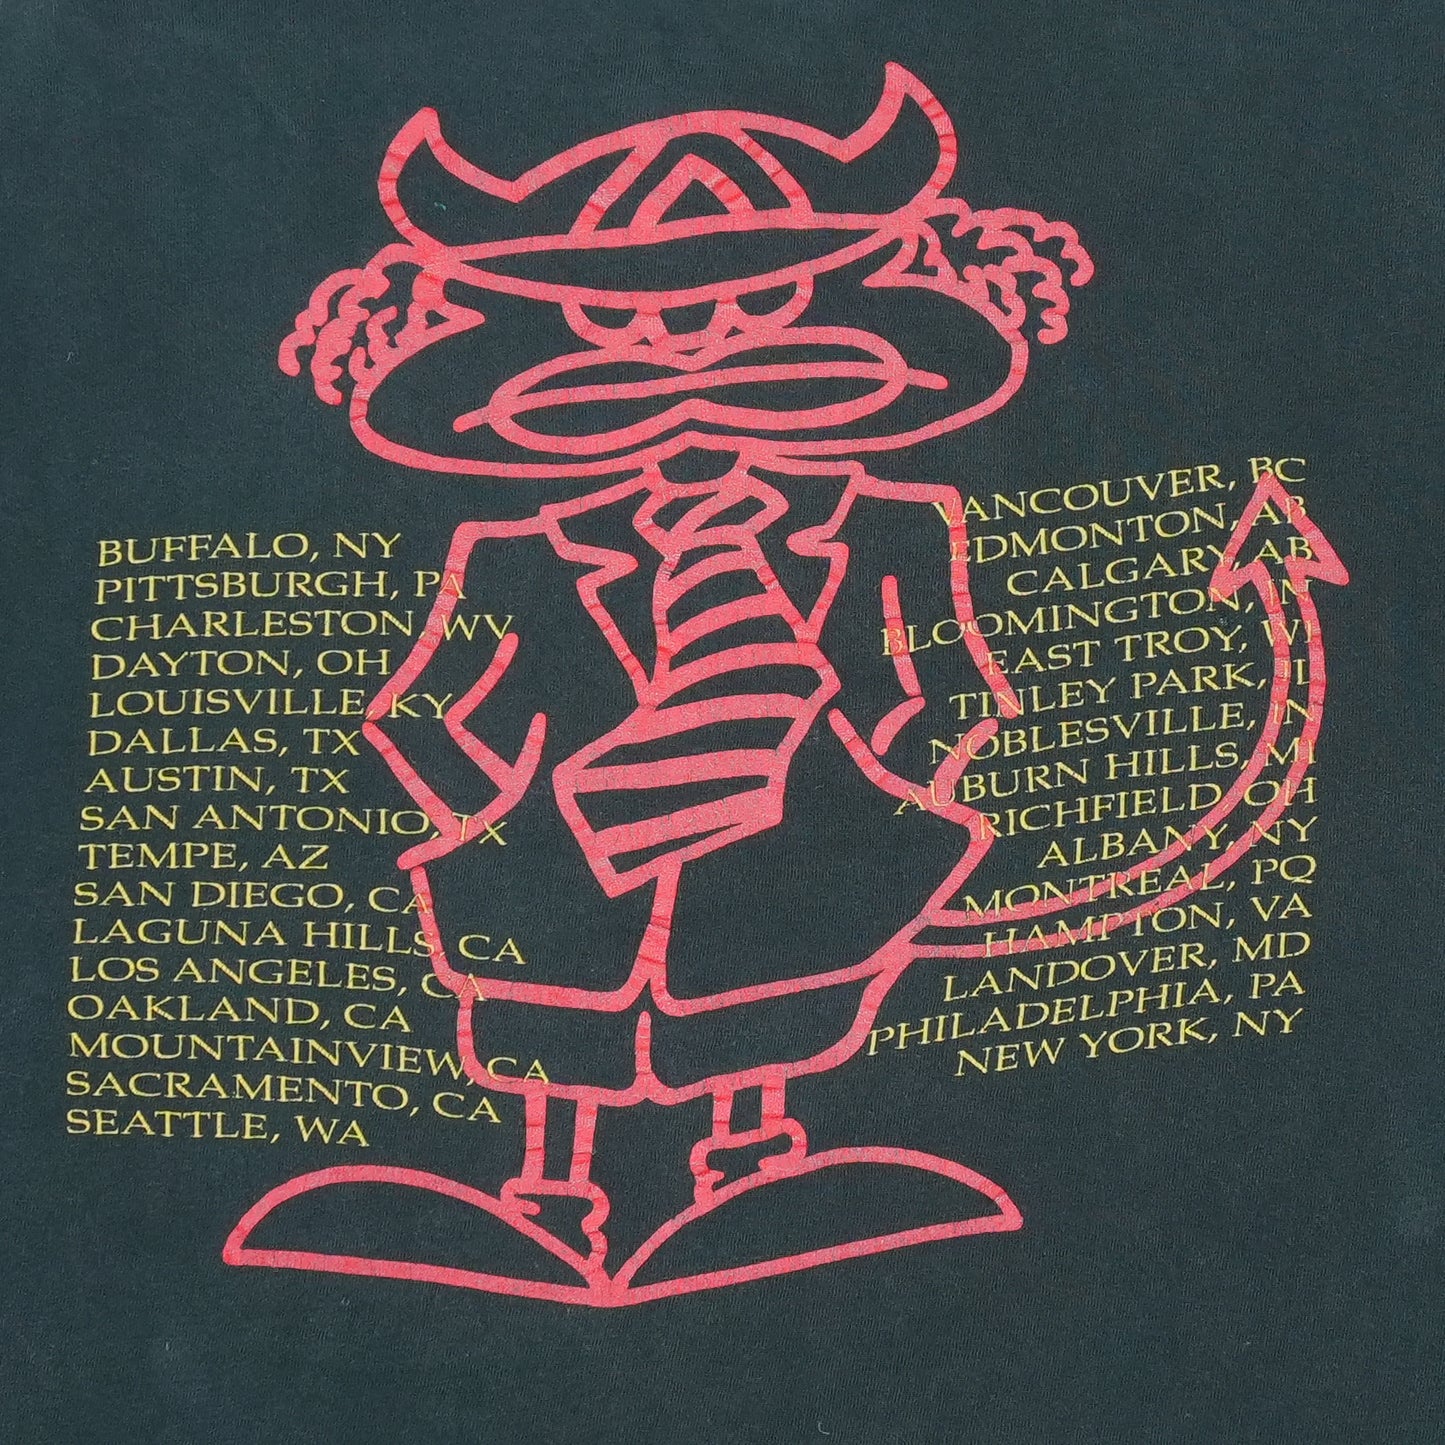 BUFFALO, NY
PITTSBURGH, PA
CHARLESTON, WV
DAYTON, OH
LOUISVILLE, KY
DALLAS, TX
AUSTIN, TX
SAN ANTONIO, TX
TEMPE, AZ
SAN DIEGO, CA
LAGUNA HILLS, CA
LOS ANGELES, CA
OAKLAND, CA
MOUNTAINVIEW, CA
SACRAMENTO, CA
SEATTLE, WA
VANCOUVER, BC
EDMONTON, AB
CALGARY, AB
BLOOMINGTON, IN
EAST TROY, WI
TINLEY PARK, IL
NOBLESVILLE, IN
AUBURN HILLS, MI
RICHFIELD, OH
ALBANY, NY
MONTREAL, PQ
HAMPTON, VA
LANDOVER, MD
PHILADELPHIA, PA
NEW YORK, NY